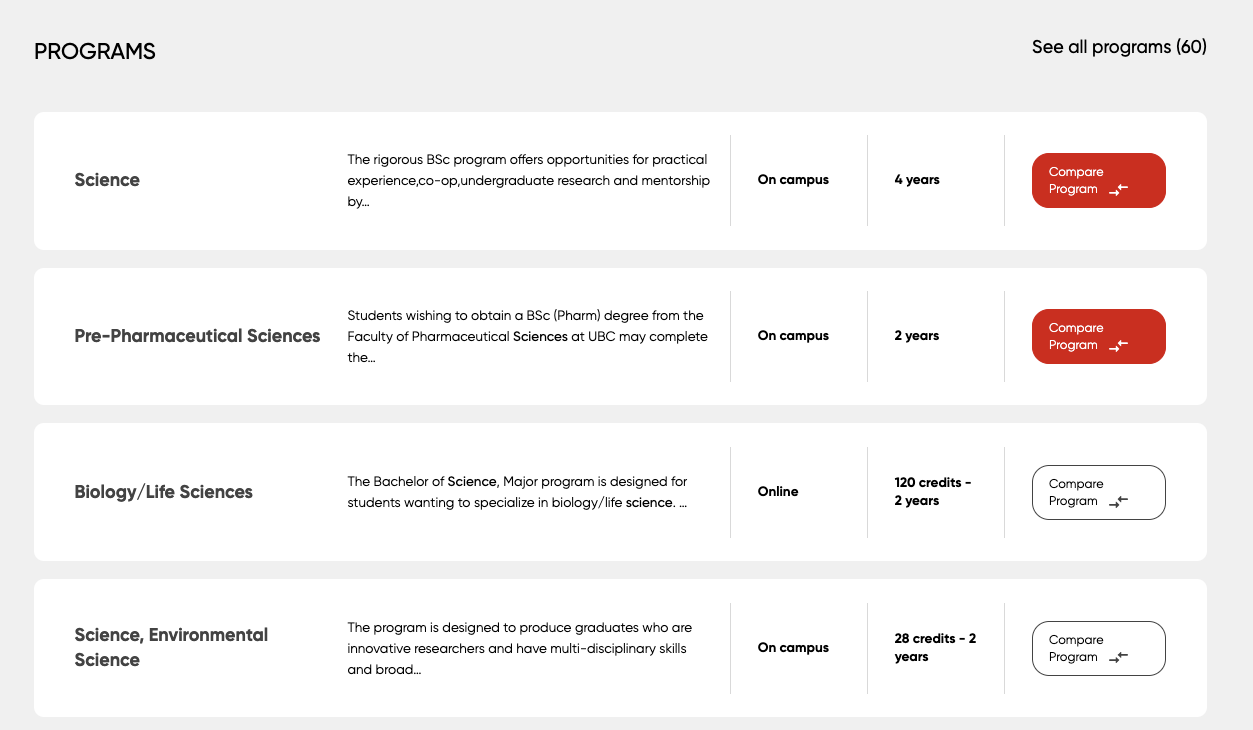 PROGRAMS
See all programs (60)
Science
The rigorous BSc program offers opportunities for practical
experience,co-op,undergraduate research and mentorship
by...
On campus
4 years
Compare
Program
Pre-Pharmaceutical Sciences
Students wishing to obtain a BSc (Pharm) degree from the
Faculty of Pharmaceutical Sciences at UBC may complete
the...
On campus
2 years
Compare
Program
Biology/Life Sciences
The Bachelor of Science, Major program is designed for
students wanting to specialize in biology/life science. ...
Online
120 credits -
2 years
Compare
Program
Science, Environmental
Science
The program is designed to produce graduates who are
innovative researchers and have multi-disciplinary skills
and broad...
On campus
28 credits - 2
years
Compare
Program